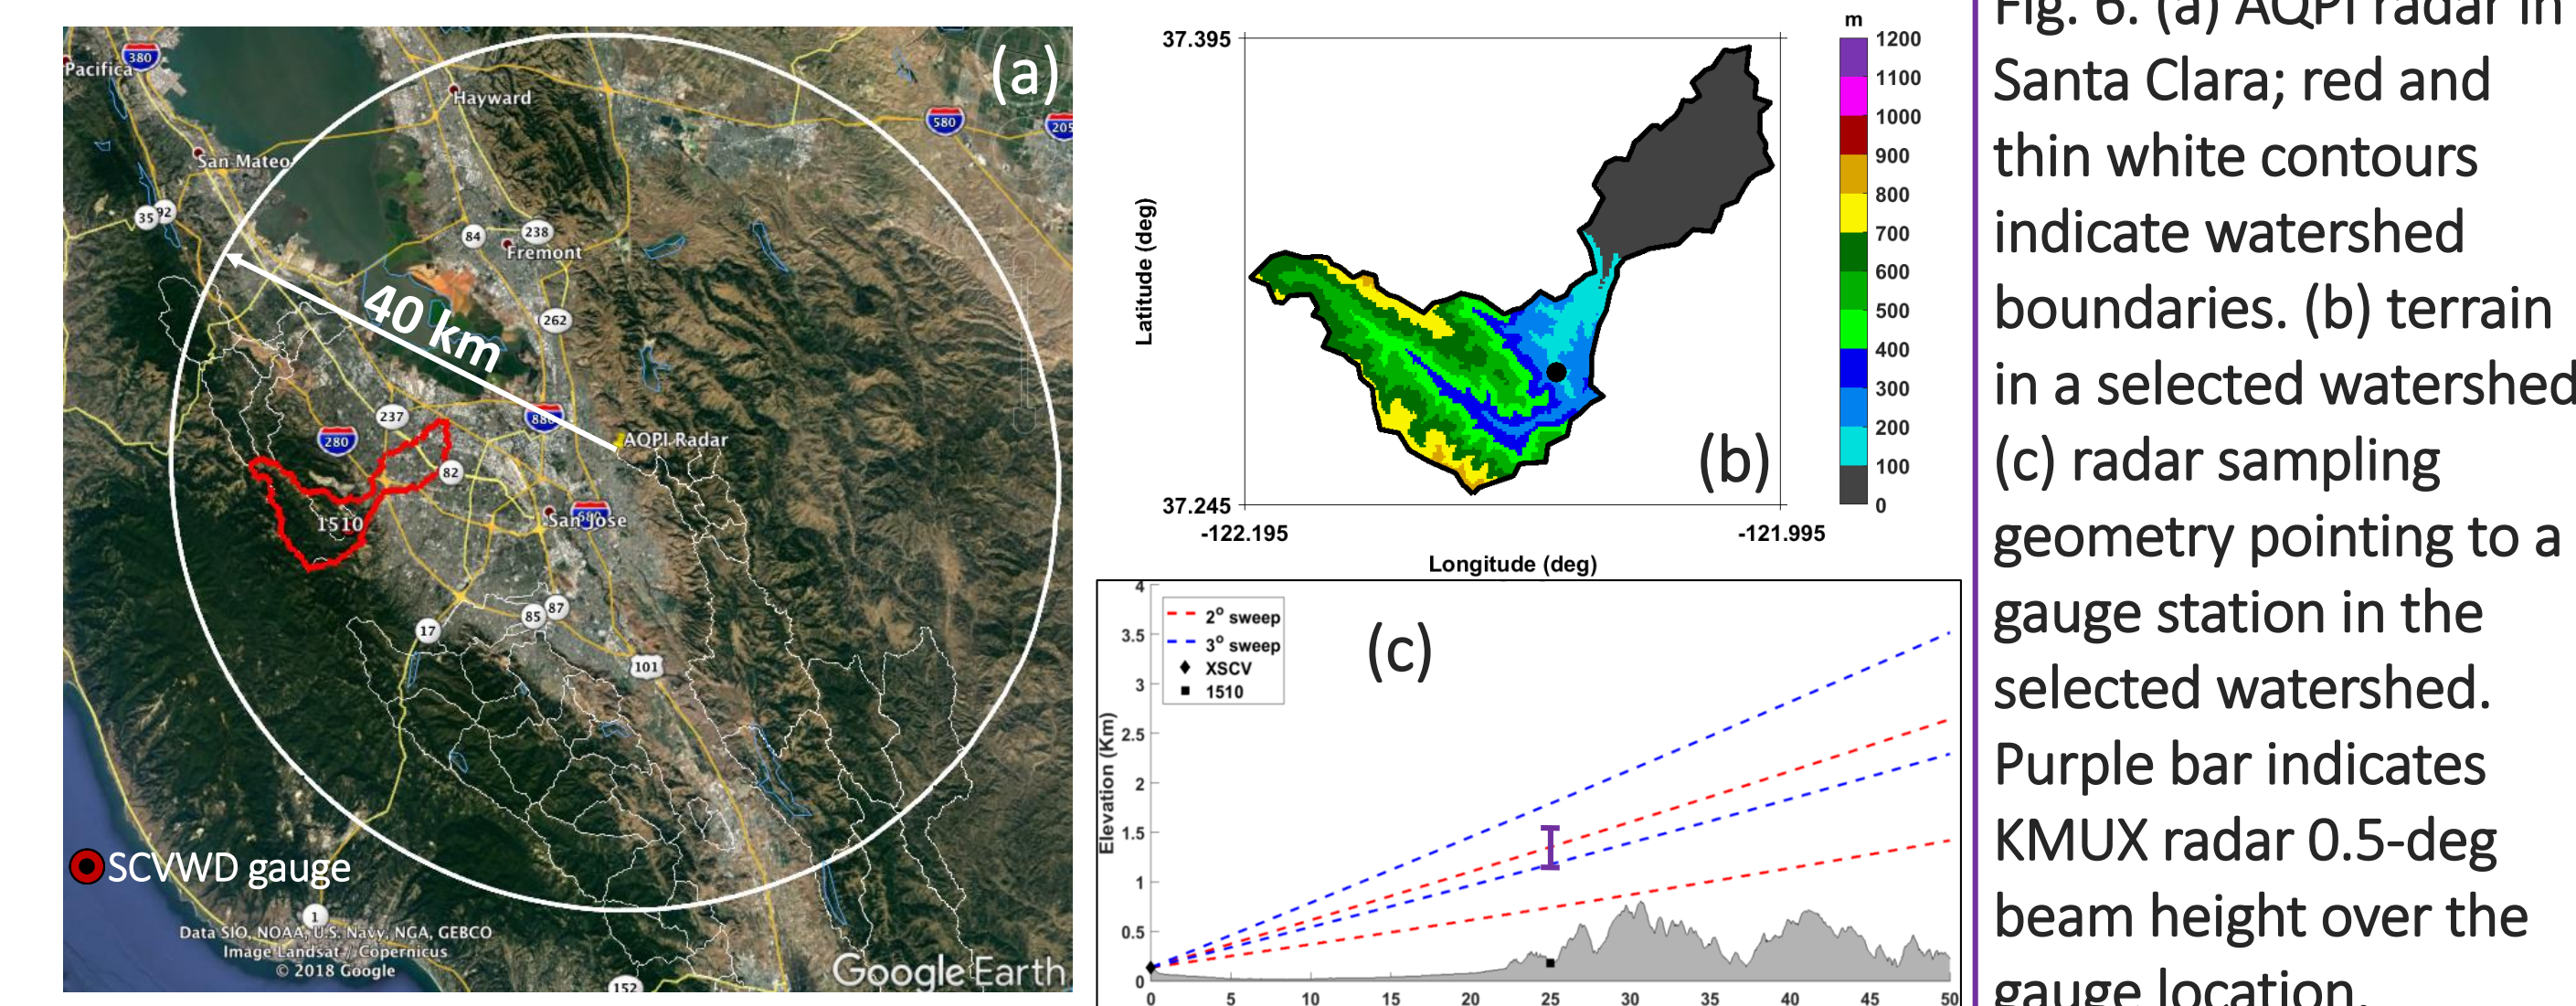 (a)
380
Pacifica
Hayward
580
205
San Mateo
35
92
84
238
Fremont
40 km
262
237
280
880
AQPI Radar
82
1510
San Jose
680
85
87
17
101
SCVWD gauge
1
Data SIO, NOAA, U.S. Navy, NGA, GEBCO
Image Landsat / Copernicus
© 2018 Google
152
Google Earth
m
37.395
37.245
Latitude (deg)
-122.195
-121.995
Longitude (deg)
(b)
1200
1100
1000
900
800
700
600
500
400
300
200
100
0
(c)
2° sweep
3° sweep
XSCV
1510
Elevation (Km)
4
3.5
3
2.5
2
1.5
1
0.5
0
0 5 10 15 20 25 30 35 40 45 50
Fig. 6. (a) AQPI radar in
Santa Clara; red and
thin white contours
indicate watershed
boundaries. (b) terrain
in a selected watershed
(c) radar sampling
geometry pointing to a
gauge station in the
selected watershed.
Purple bar indicates
KMUX radar 0.5-deg
beam height over the
gauge location.